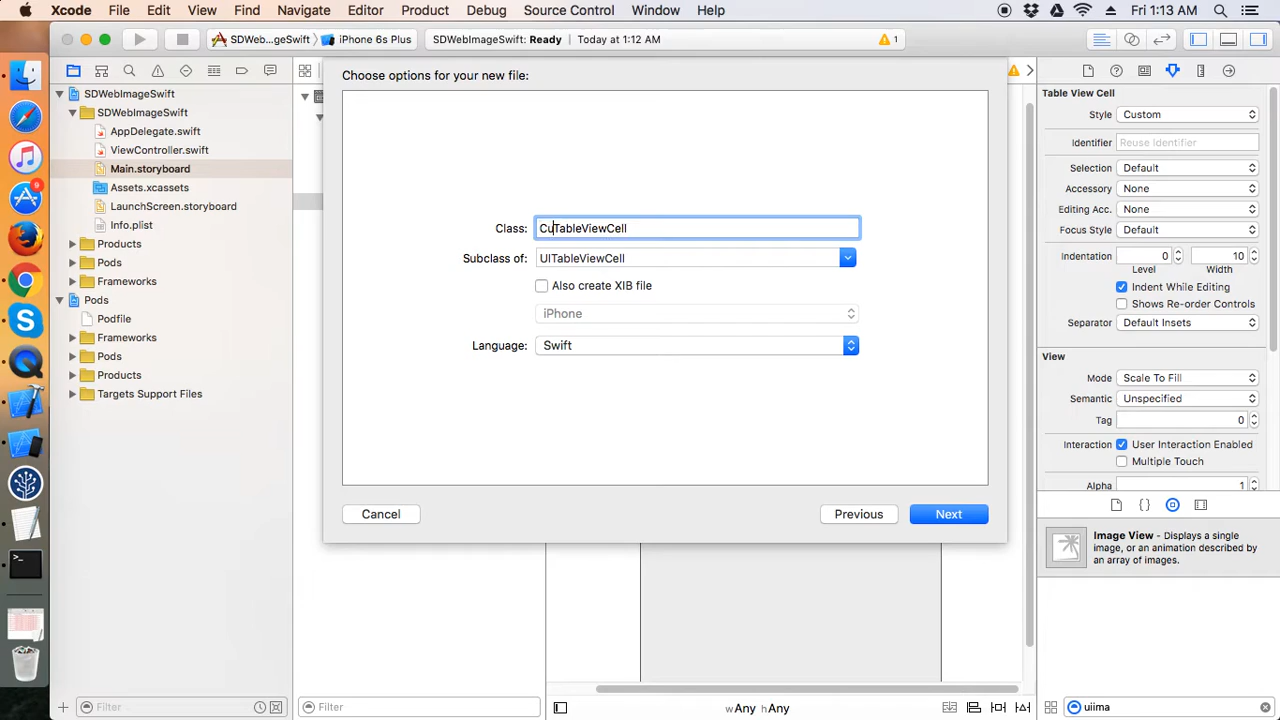 Xcode File Edit View Find Navigate Editor Product Debug Source Control Window Help Fri 1:13 AM
SDWeb...geSwift iPhone 6s Plus SDWebImageSwift: Ready Today at 1:12 AM 1
Choose options for your new file:
Class: CuTableViewCell
Subclass of: UITableViewCell
Also create XIB file
iPhone
Language: Swift
Cancel Previous Next
SDWebImageSwift
SDWebImageSwift
AppDelegate.swift
ViewController.swift
Main.storyboard
Assets.xcassets
LaunchScreen.storyboard
Info.plist
Products
Pods
Frameworks
Pods
Podfile
Frameworks
Pods
Products
Targets Support Files
Filter
Filter
wAny hAny
Table View Cell
Style Custom
Identifier Reuse Identifier
Selection Default
Accessory None
Editing Acc. None
Focus Style Default
Indentation 0 10
Level Width
Indent While Editing
Shows Re-order Controls
Separator Default Insets
View
Mode Scale To Fill
Semantic Unspecified
Tag 0
Interaction User Interaction Enabled
Multiple Touch
Alpha 1
Image View - Displays a single
image, or an animation described by
an array of images.
uiima
9